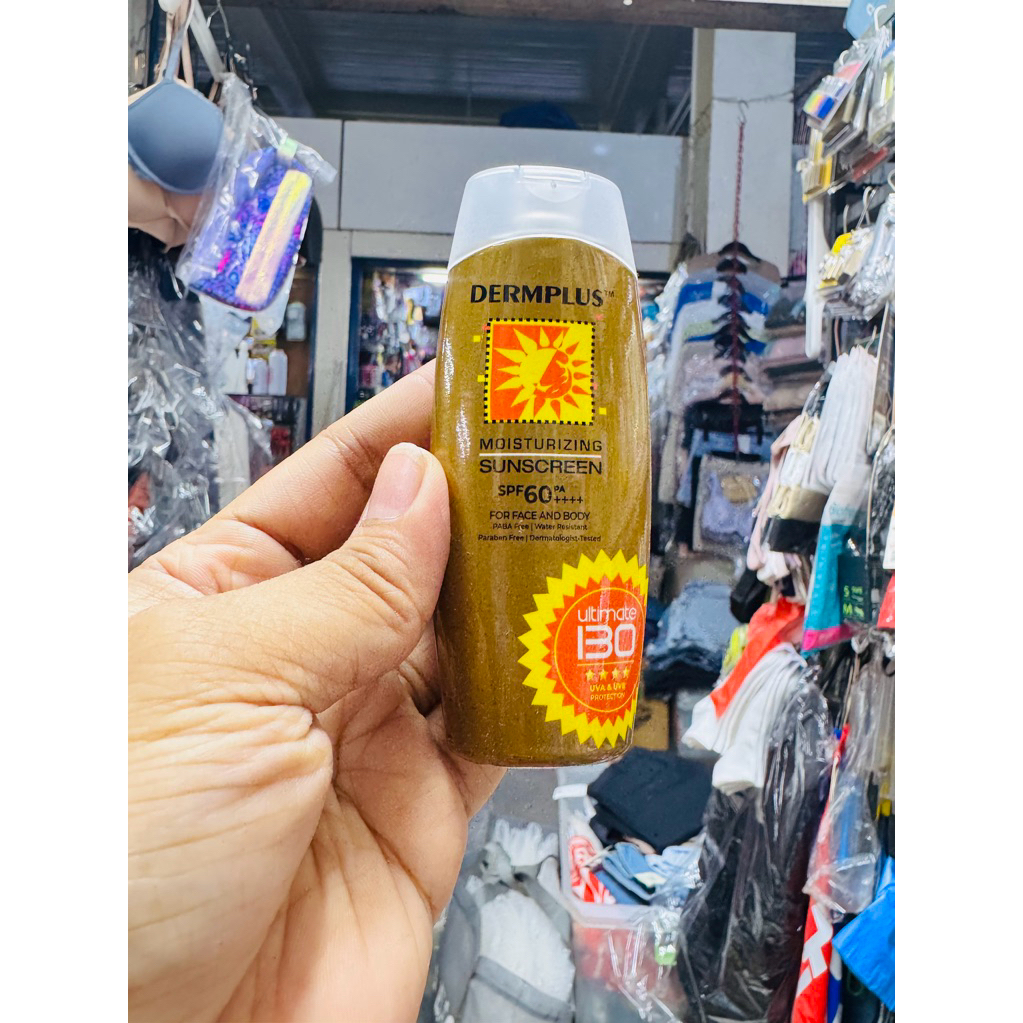 DERMPLUS™
MOISTURIZING
SUNSCREEN
SPF60 PA
++++
FOR FACE AND BODY
PABA Free | Water Resistant
Paraben Free | Dermatologist-Tested
ultimate
130
UVA & UVB
PROTECTION
S
M